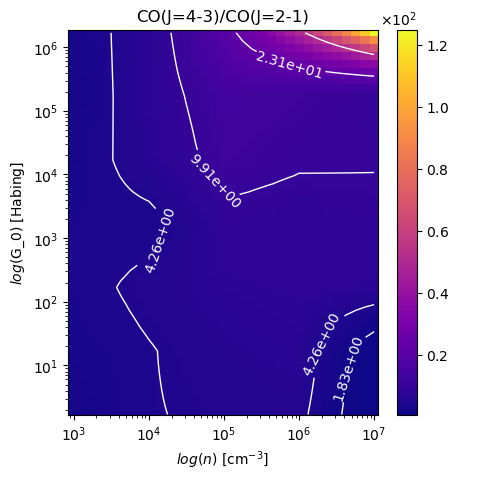 CO(J=4-3)/CO(J=2-1)
×10²
10⁶
10⁵
10⁴
10³
10²
10¹
log(G_0) [Habing]
2.31e+01
9.91e+00
4.26e+00
4.26e+00
1.83e+00
1.2
1.0
0.8
0.6
0.4
0.2
10³ 10⁴ 10⁵ 10⁶ 10⁷
log(n) [cm⁻³]